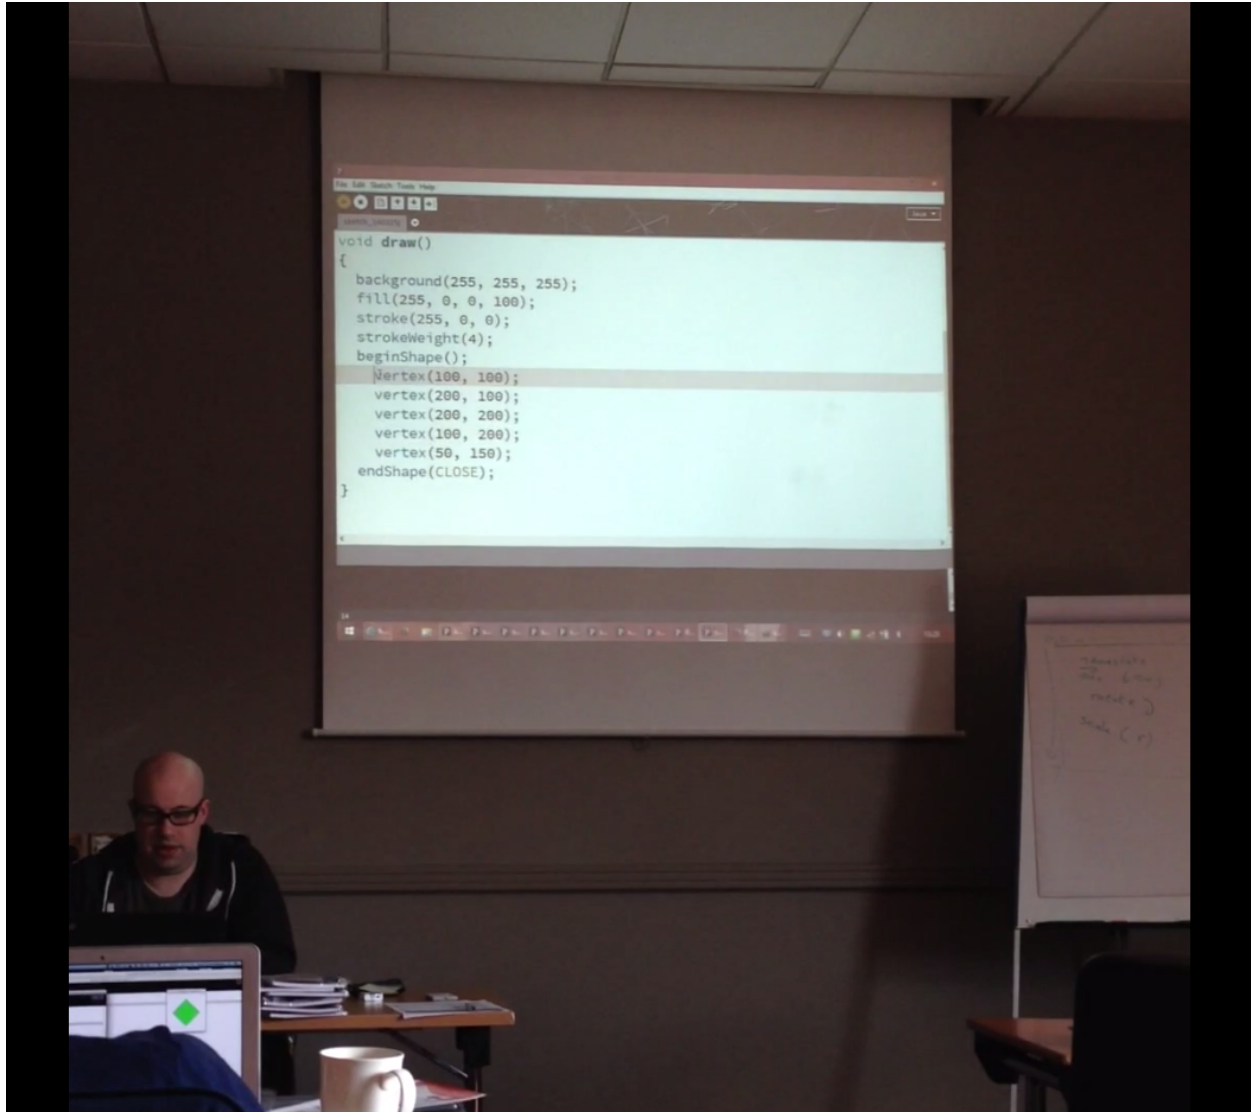 File Edit Sketch Tools Help
Java
void draw()
{
background(255, 255, 255);
fill(255, 0, 0, 100);
stroke(255, 0, 0);
strokeWeight(4);
beginShape();
vertex(100, 100);
vertex(200, 100);
vertex(200, 200);
vertex(100, 200);
vertex(50, 150);
endShape(CLOSE);
}
14